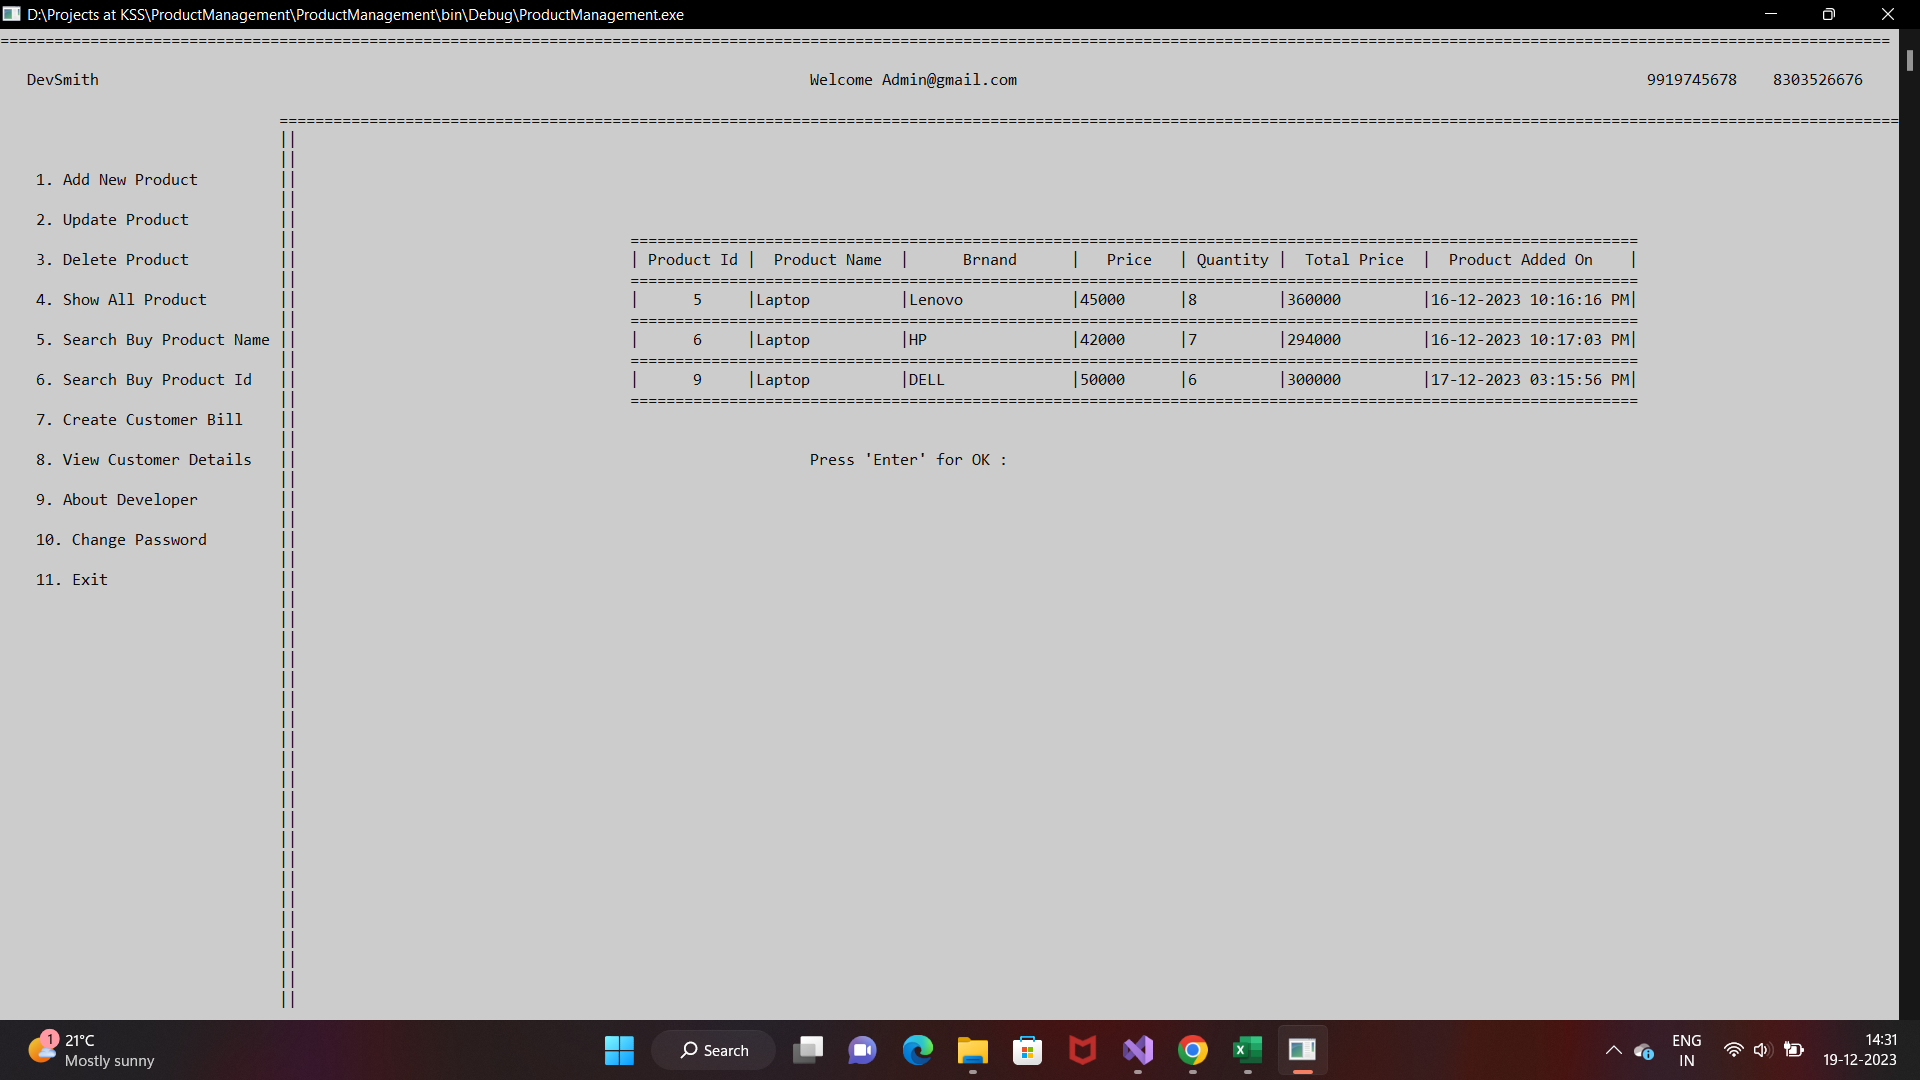 D:\Projects at KSS\ProductManagement\ProductManagement\bin\Debug\ProductManagement.exe
DevSmith Welcome Admin@gmail.com 9919745678 8303526676
1. Add New Product
2. Update Product
3. Delete Product
4. Show All Product
5. Search Buy Product Name
6. Search Buy Product Id
7. Create Customer Bill
8. View Customer Details
9. About Developer
10. Change Password
11. Exit
| Product Id | Product Name | Brnand | Price | Quantity | Total Price | Product Added On |
| 5 |Laptop |Lenovo |45000 |8 |360000 |16-12-2023 10:16:16 PM|
| 6 |Laptop |HP |42000 |7 |294000 |16-12-2023 10:17:03 PM|
| 9 |Laptop |DELL |50000 |6 |300000 |17-12-2023 03:15:56 PM|
Press 'Enter' for OK :
1
21°C
Mostly sunny
Search
ENG
IN
14:31
19-12-2023